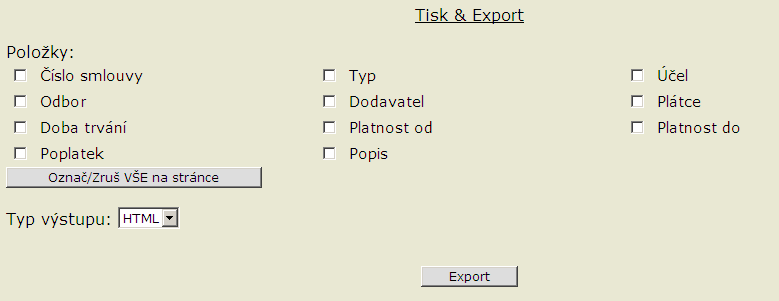 Tisk & Export
Položky:
Číslo smlouvy Typ Účel
Odbor Dodavatel Plátce
Doba trvání Platnost od Platnost do
Poplatek Popis
Označ/Zruš VŠE na stránce
Typ výstupu: HTML
Export